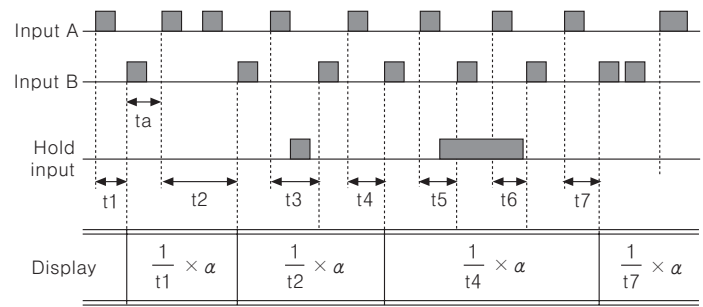 Input A
Input B
ta
Hold input
t1 t2 t3 t4 t5 t6 t7
Display 1/t1 × α 1/t2 × α 1/t4 × α 1/t7 × α